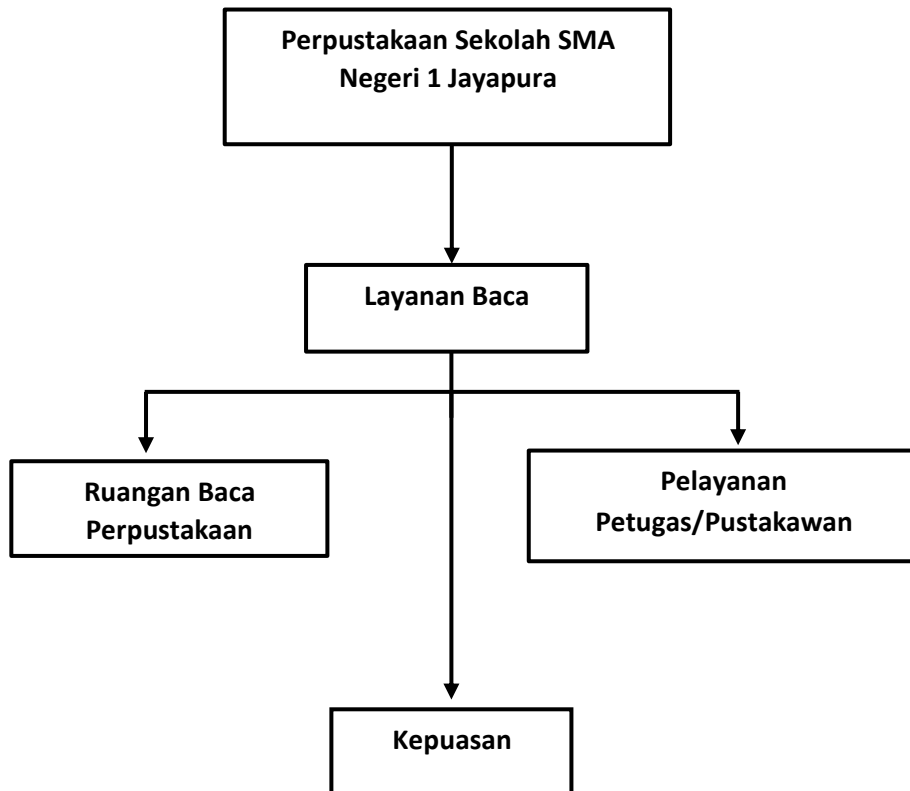 Perpustakaan Sekolah SMA
Negeri 1 Jayapura
Layanan Baca
Ruangan Baca
Perpustakaan
Pelayanan
Petugas/Pustakawan
Kepuasan